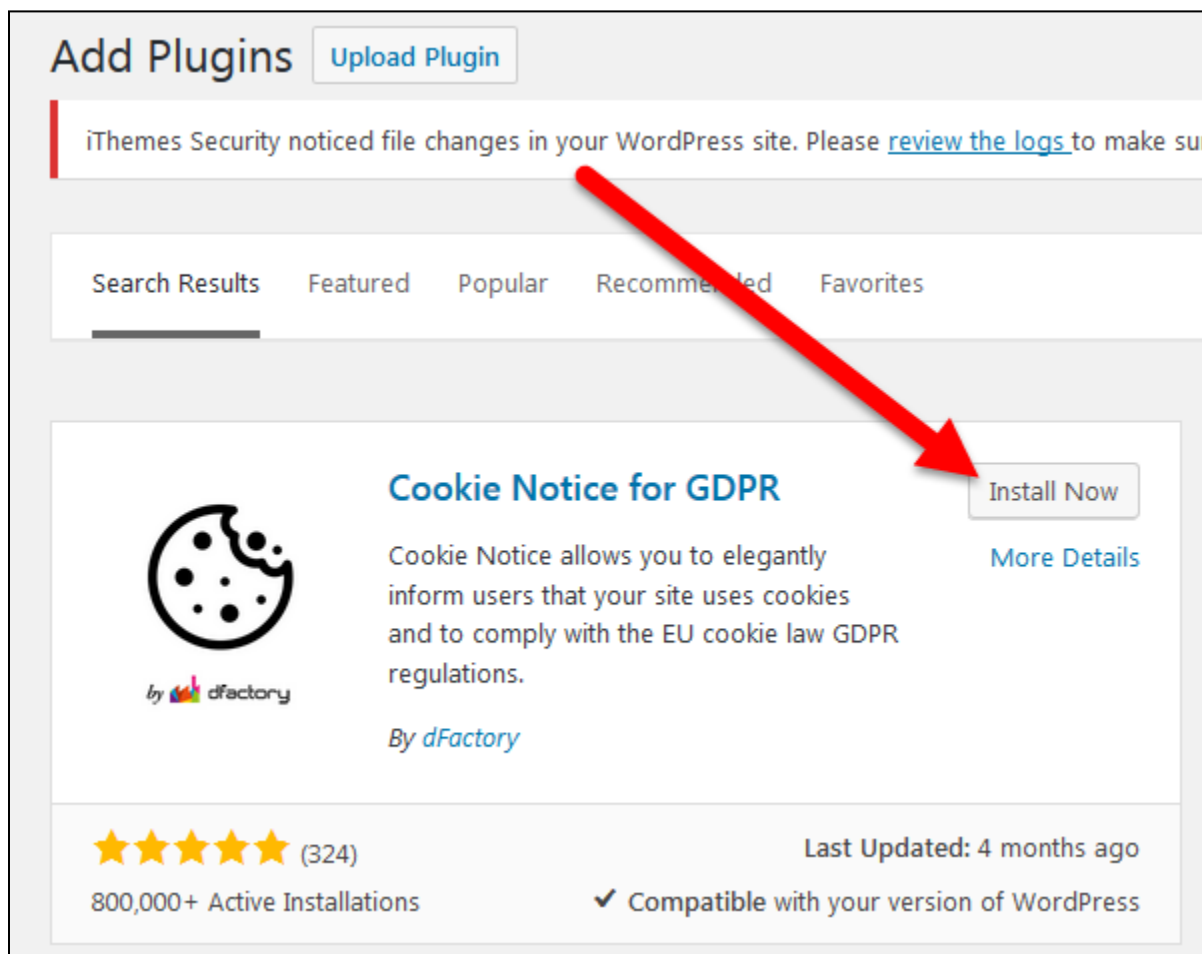 Add Plugins Upload Plugin
iThemes Security noticed file changes in your WordPress site. Please review the logs to make su
Search Results Featured Popular Recommended Favorites
Cookie Notice for GDPR
Install Now
Cookie Notice allows you to elegantly
More Details
inform users that your site uses cookies
and to comply with the EU cookie law GDPR
regulations.
by dfactory
By dFactory
(324)
Last Updated: 4 months ago
800,000+ Active Installations
Compatible with your version of WordPress